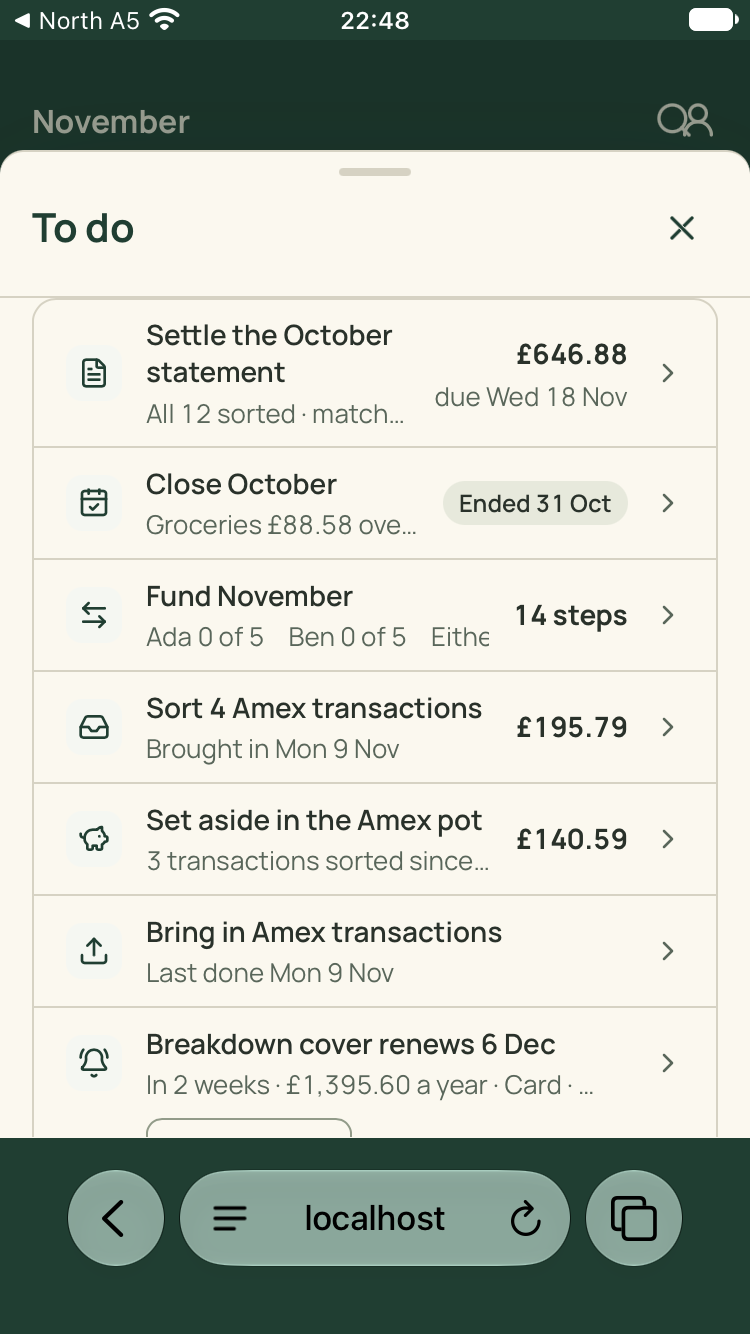 North A5
22:48
November
To do
Settle the October
statement
All 12 sorted · match…
£646.88
due Wed 18 Nov
Close October
Groceries £88.58 ove…
Ended 31 Oct
Fund November
Ada 0 of 5 Ben 0 of 5 Eithe
14 steps
Sort 4 Amex transactions
Brought in Mon 9 Nov
£195.79
Set aside in the Amex pot
3 transactions sorted since…
£140.59
Bring in Amex transactions
Last done Mon 9 Nov
Breakdown cover renews 6 Dec
In 2 weeks · £1,395.60 a year · Card · …
localhost